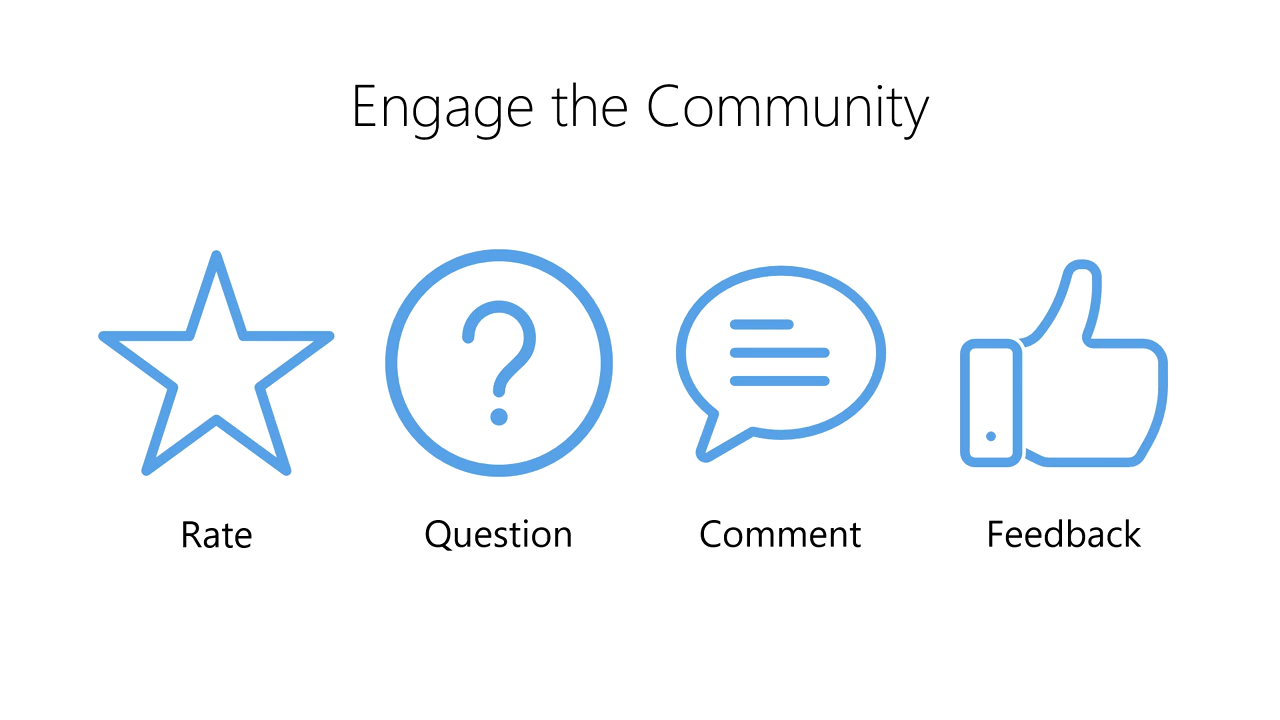 Engage the Community
Rate
Question
Comment
Feedback